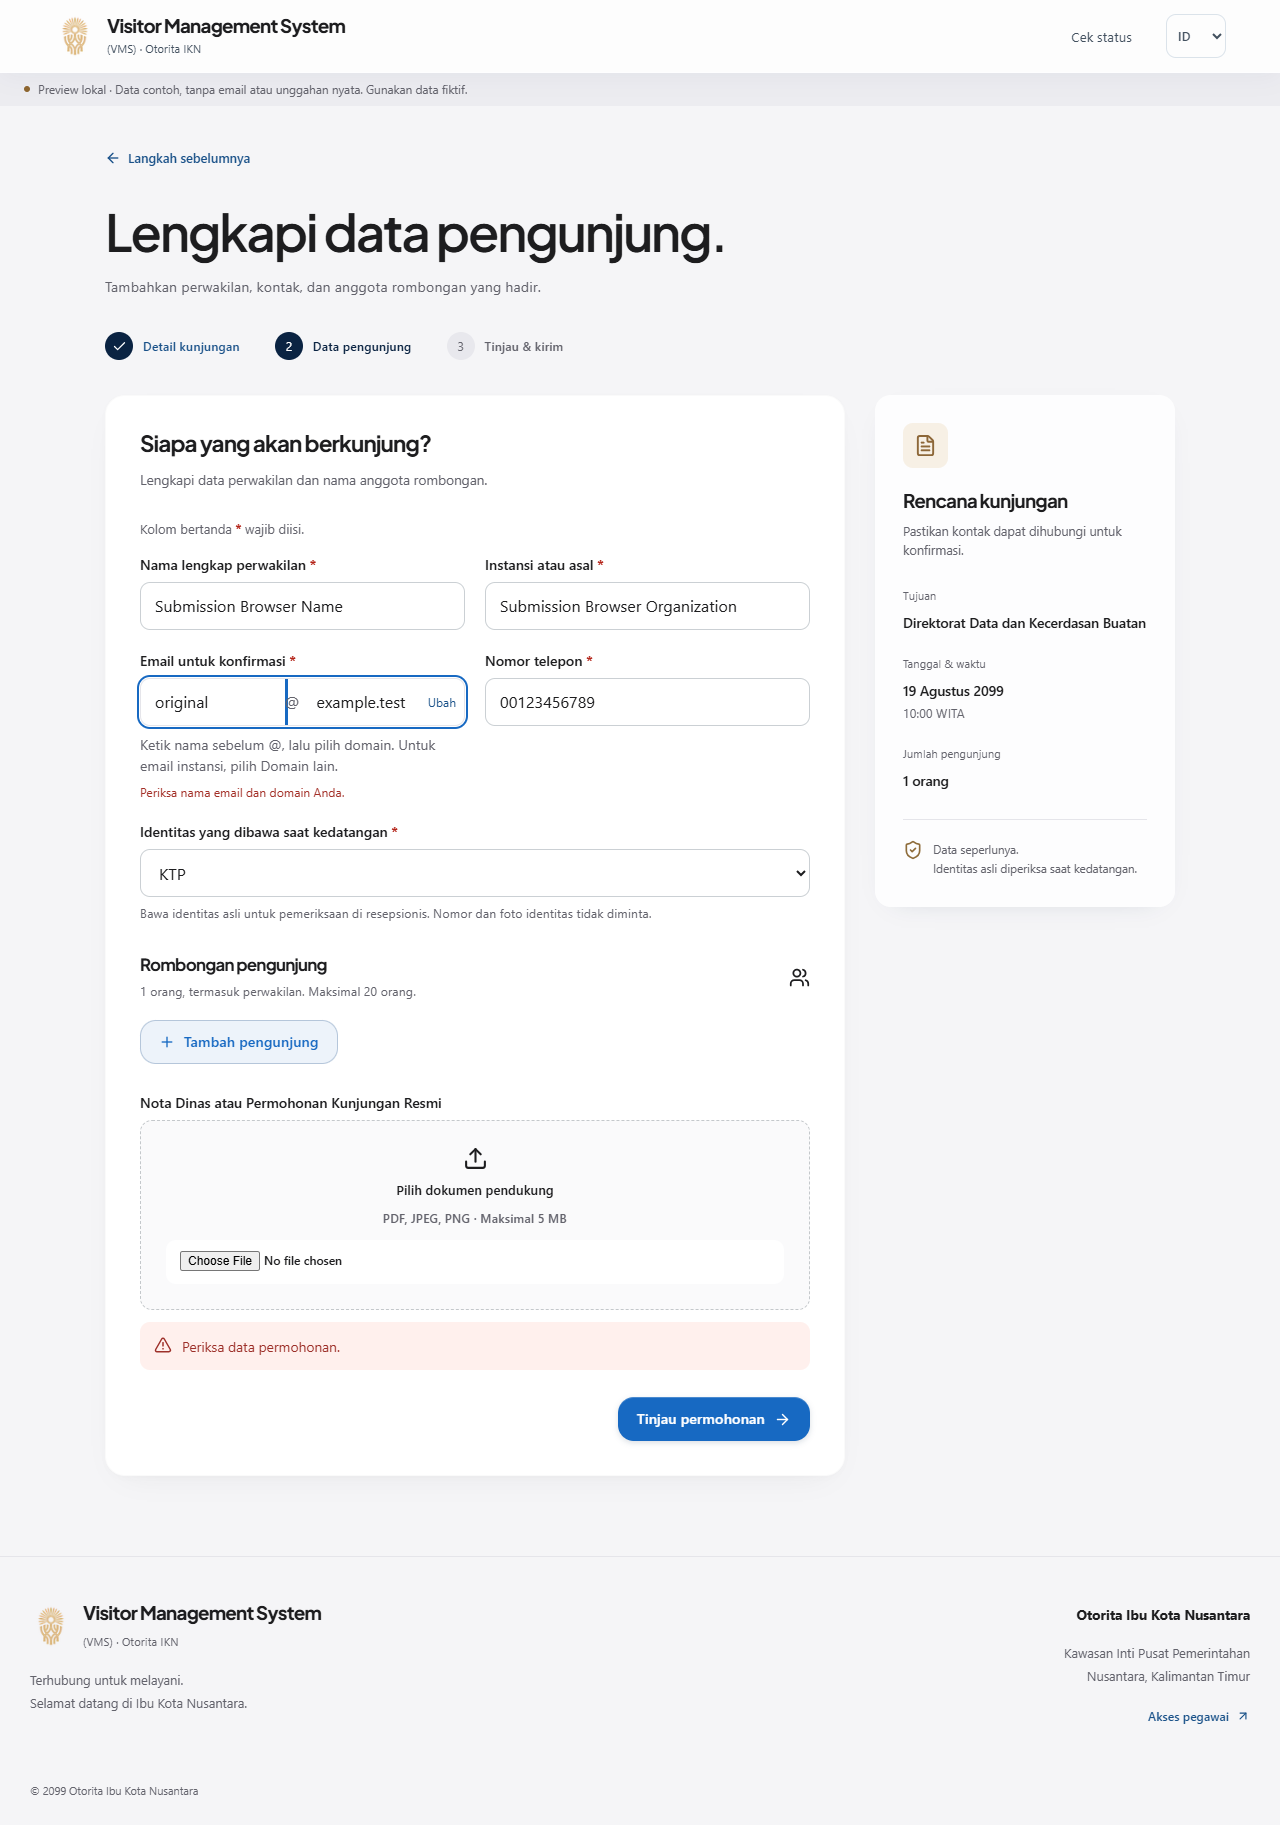 Visitor Management System
(VMS) · Otorita IKN
Cek status
ID
Preview lokal · Data contoh, tanpa email atau unggahan nyata. Gunakan data fiktif.
Langkah sebelumnya
Lengkapi data pengunjung.
Tambahkan perwakilan, kontak, dan anggota rombongan yang hadir.
Detail kunjungan
2 Data pengunjung
3 Tinjau & kirim
Siapa yang akan berkunjung?
Lengkapi data perwakilan dan nama anggota rombongan.
Kolom bertanda * wajib diisi.
Nama lengkap perwakilan *
Submission Browser Name
Instansi atau asal *
Submission Browser Organization
Email untuk konfirmasi *
original @ example.test Ubah
Ketik nama sebelum @, lalu pilih domain. Untuk
email instansi, pilih Domain lain.
Periksa nama email dan domain Anda.
Nomor telepon *
00123456789
Identitas yang dibawa saat kedatangan *
KTP
Bawa identitas asli untuk pemeriksaan di resepsionis. Nomor dan foto identitas tidak diminta.
Rombongan pengunjung
1 orang, termasuk perwakilan. Maksimal 20 orang.
Tambah pengunjung
Nota Dinas atau Permohonan Kunjungan Resmi
Pilih dokumen pendukung
PDF, JPEG, PNG · Maksimal 5 MB
Choose File No file chosen
Periksa data permohonan.
Tinjau permohonan
Rencana kunjungan
Pastikan kontak dapat dihubungi untuk
konfirmasi.
Tujuan
Direktorat Data dan Kecerdasan Buatan
Tanggal & waktu
19 Agustus 2099
10:00 WITA
Jumlah pengunjung
1 orang
Data seperlunya.
Identitas asli diperiksa saat kedatangan.
Visitor Management System
(VMS) · Otorita IKN
Terhubung untuk melayani.
Selamat datang di Ibu Kota Nusantara.
Otorita Ibu Kota Nusantara
Kawasan Inti Pusat Pemerintahan
Nusantara, Kalimantan Timur
Akses pegawai
© 2099 Otorita Ibu Kota Nusantara